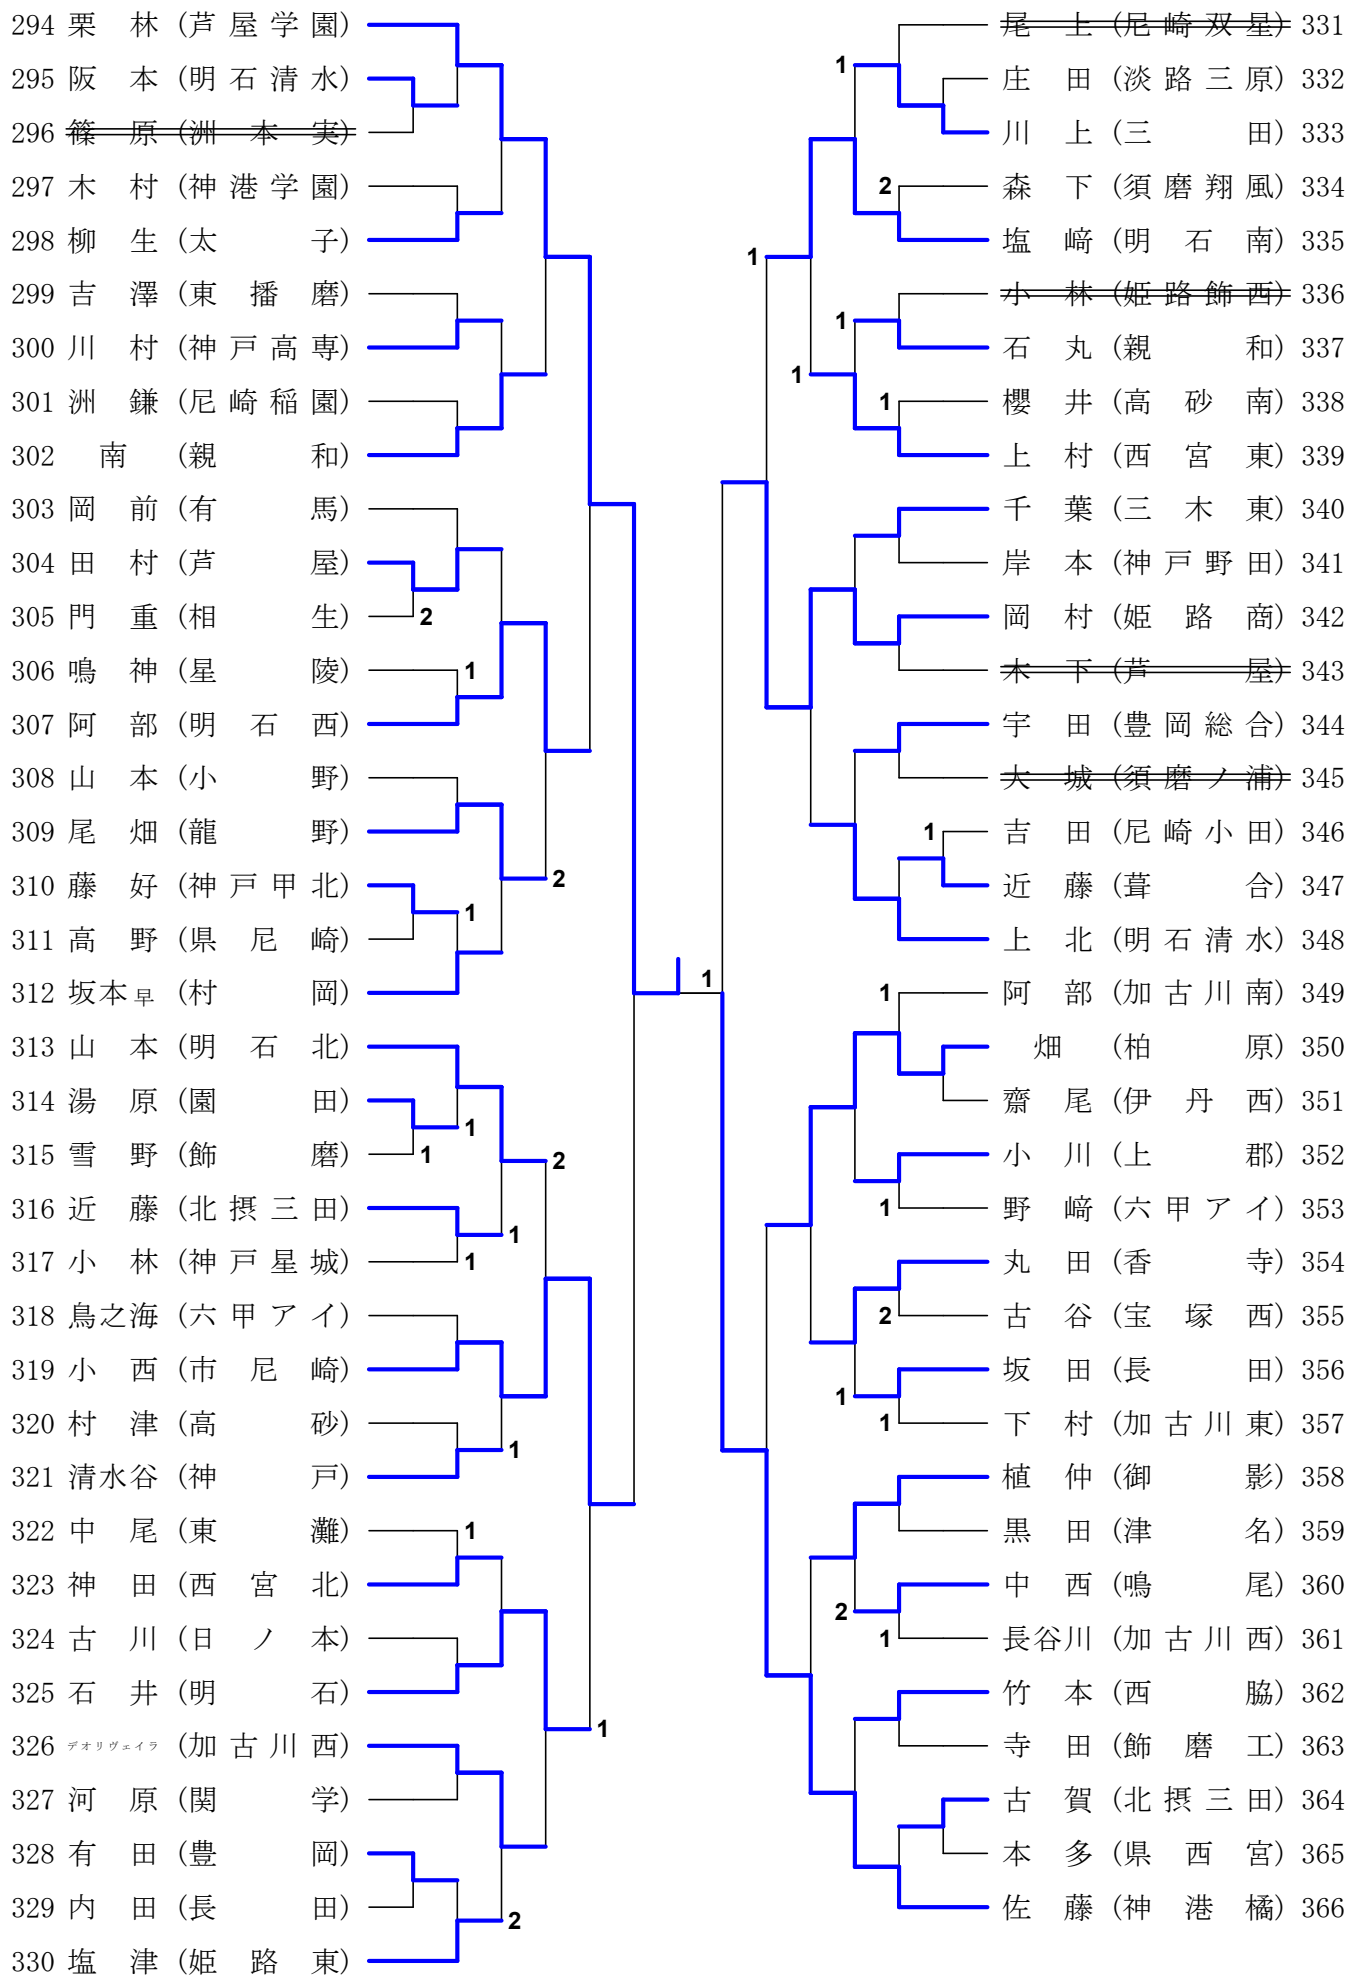 294 栗 林 (芦屋学園)
295 阪 本 (明石清水)
296 篠 原 (洲 本 実)
297 木 村 (神港学園)
298 柳 生 (太 子)
299 吉 澤 (東 播 磨)
300 川 村 (神戸高専)
301 洲 鎌 (尼崎稲園)
302 南 (親 和)
303 岡 前 (有 馬)
304 田 村 (芦 屋)
305 門 重 (相 生) 2
306 鳴 神 (星 陵) 1
307 阿 部 (明 石 西)
308 山 本 (小 野)
309 尾 畑 (龍 野)
2
310 藤 好 (神戸甲北)
1
311 高 野 (県 尼 崎)
312 坂本早 (村 岡)
313 山 本 (明 石 北)
314 湯 原 (園 田)
1
315 雪 野 (飾 磨) 1
2
316 近 藤 (北摂三田)
1
317 小 林 (神戸星城) 1
318 鳥之海 (六甲アイ)
319 小 西 (市 尼 崎)
320 村 津 (高 砂)
1
321 清水谷 (神 戸)
322 中 尾 (東 灘) 1
323 神 田 (西 宮 北)
324 古 川 (日 ノ 本)
325 石 井 (明 石)
1
326 デオリヴェイラ (加古川西)
327 河 原 (関 学)
328 有 田 (豊 岡)
329 内 田 (長 田)
2
330 塩 津 (姫 路 東)
1
尾 上 (尼崎双星) 331
1
庄 田 (淡路三原) 332
川 上 (三 田) 333
2 森 下 (須磨翔風) 334
塩 﨑 (明 石 南) 335
1
小 林 (姫路飾西) 336
1
石 丸 (親 和) 337
1
1 櫻 井 (高 砂 南) 338
上 村 (西 宮 東) 339
千 葉 (三 木 東) 340
岸 本 (神戸野田) 341
岡 村 (姫 路 商) 342
木 下 (芦 屋) 343
宇 田 (豊岡総合) 344
大 城 (須磨ノ浦) 345
1 吉 田 (尼崎小田) 346
近 藤 (葺 合) 347
上 北 (明石清水) 348
1 阿 部 (加古川南) 349
畑 (柏 原) 350
齋 尾 (伊 丹 西) 351
小 川 (上 郡) 352
1 野 﨑 (六甲アイ) 353
丸 田 (香 寺) 354
2 古 谷 (宝 塚 西) 355
坂 田 (長 田) 356
1
1 下 村 (加古川東) 357
植 仲 (御 影) 358
黒 田 (津 名) 359
中 西 (鳴 尾) 360
2
1 長谷川 (加古川西) 361
竹 本 (西 脇) 362
寺 田 (飾 磨 工) 363
古 賀 (北摂三田) 364
本 多 (県 西 宮) 365
佐 藤 (神 港 橘) 366